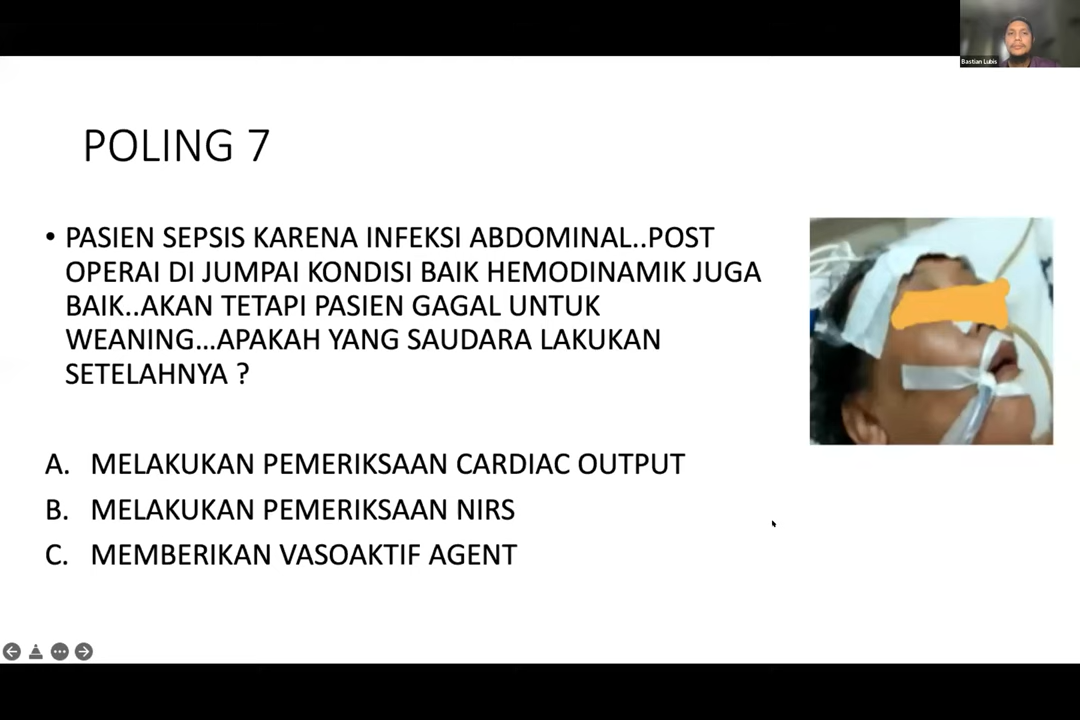 Bastian Lubis
POLING 7
• PASIEN SEPSIS KARENA INFEKSI ABDOMINAL..POST
OPERAI DI JUMPAI KONDISI BAIK HEMODINAMIK JUGA
BAIK..AKAN TETAPI PASIEN GAGAL UNTUK
WEANING...APAKAH YANG SAUDARA LAKUKAN
SETELAHNYA ?
A. MELAKUKAN PEMERIKSAAN CARDIAC OUTPUT
B. MELAKUKAN PEMERIKSAAN NIRS
C. MEMBERIKAN VASOAKTIF AGENT